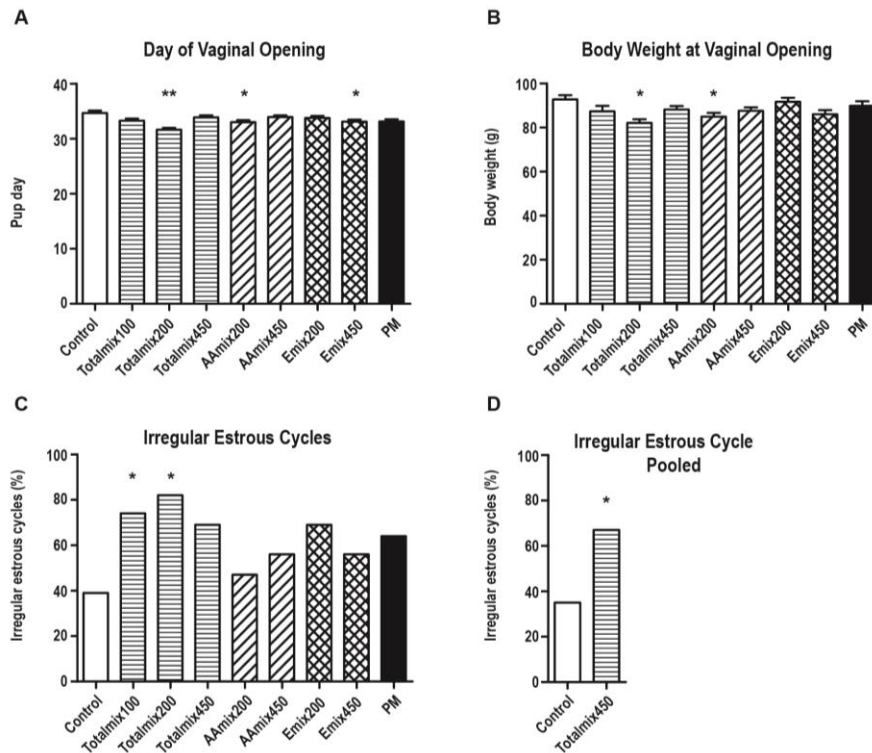 A
Day of Vaginal Opening
Pup day
40
30
20
10
0
** * *
Control
Totalmix100
Totalmix200
Totalmix450
AAmix200
AAmix450
Emix200
Emix450
PM
B
Body Weight at Vaginal Opening
Body weight (g)
100
80
60
40
20
0
* *
Control
Totalmix100
Totalmix200
Totalmix450
AAmix200
AAmix450
Emix200
Emix450
PM
C
Irregular Estrous Cycles
Irregular estrous cycles (%)
100
80
60
40
20
0
* *
Control
Totalmix100
Totalmix200
Totalmix450
AAmix200
AAmix450
Emix200
Emix450
PM
D
Irregular Estrous Cycle
Pooled
Irregular estrous cycles (%)
100
80
60
40
20
0
*
Control
Totalmix450